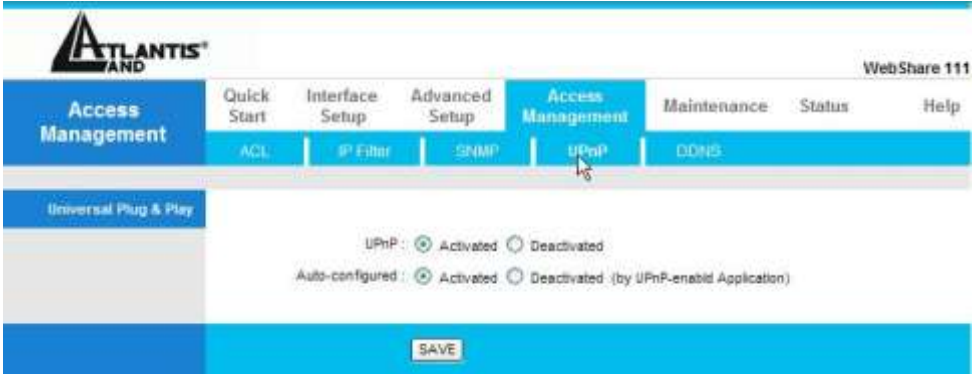 ATLANTIS®
LAND
WebShare 111
Access Management
Quick Start
Interface Setup
Advanced Setup
Access Management
Maintenance
Status
Help
ACL
IP Filter
SNMP
UPnP
DDNS
Universal Plug & Play
UPnP : Activated Deactivated
Auto-configured : Activated Deactivated (by UPnP-enabld Application)
SAVE